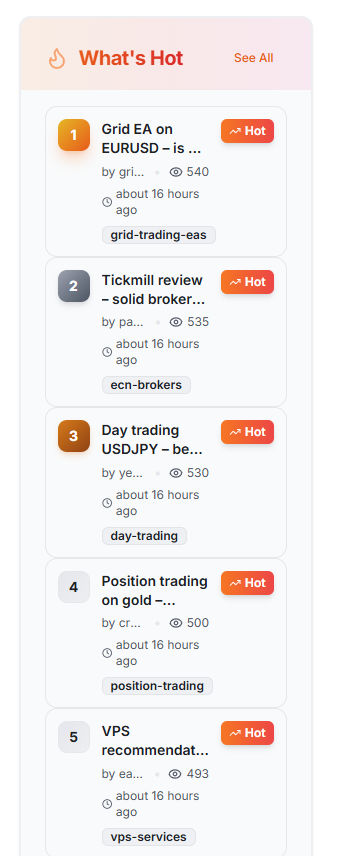 What's Hot
See All
1
Grid EA on
EURUSD – is ...
Hot
by gri...
540
about 16 hours
ago
grid-trading-eas
2
Tickmill review
– solid broker...
Hot
by pa...
535
about 16 hours
ago
ecn-brokers
3
Day trading
USDJPY – be...
Hot
by ye...
530
about 16 hours
ago
day-trading
4
Position trading
on gold –...
Hot
by cr...
500
about 16 hours
ago
position-trading
5
VPS
recommendat...
Hot
by ea...
493
about 16 hours
ago
vps-services